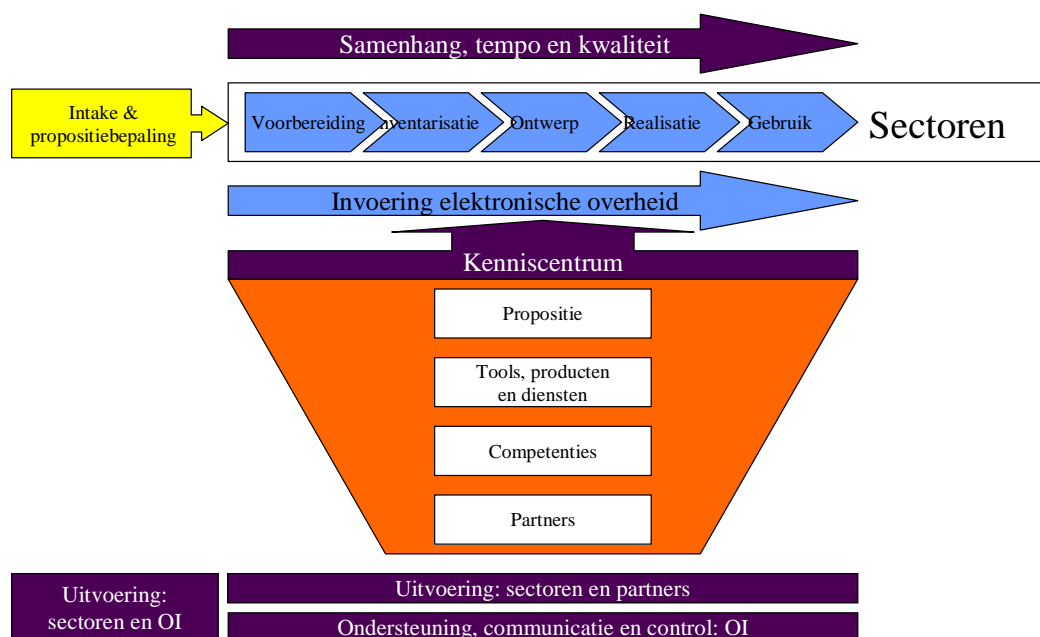 Samenhang, tempo en kwaliteit
Intake &
propositiebepaling
Voorbereiding
nventarisatie
Ontwerp
Realisatie
Gebruik
Sectoren
Invoering elektronische overheid
Kenniscentrum
Propositie
Tools, producten
en diensten
Competenties
Partners
Uitvoering:
sectoren en OI
Uitvoering: sectoren en partners
Ondersteuning, communicatie en control: OI